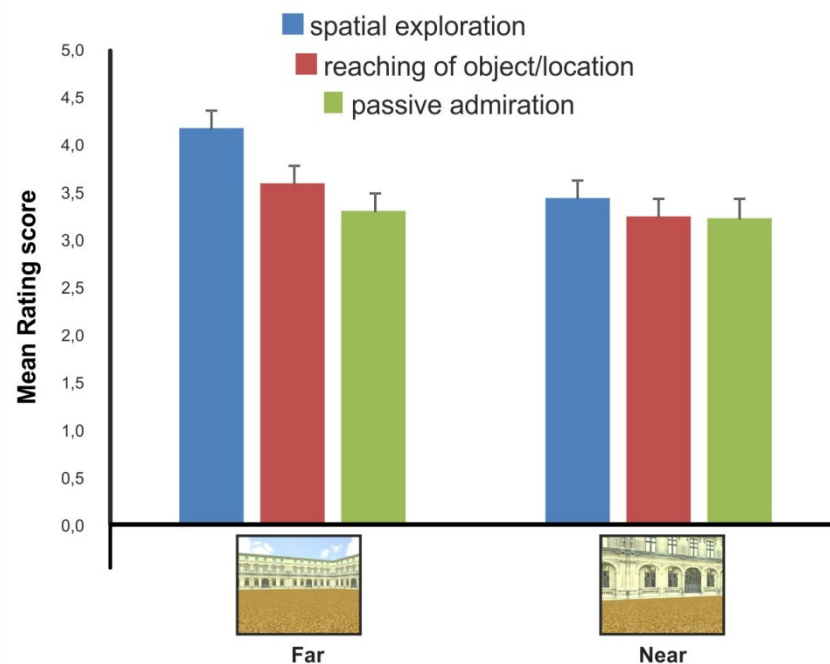 spatial exploration
reaching of object/location
passive admiration
5,0
4,5
4,0
3,5
3,0
2,5
2,0
1,5
1,0
0,5
0,0
Mean Rating score
Far
Near